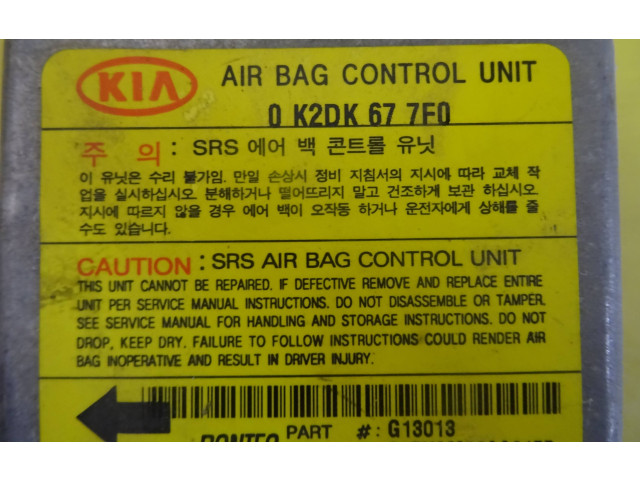 KIA AIR BAG CONTROL UNIT
0 K2DK 67 7F0
주 의 : SRS 에어 백 콘트롤 유닛
이 유닛은 수리 불가임. 만일 손상시 정비 지침서의 지시에 따라 교체 작
업을 실시하십시오. 분해하거나 떨어뜨리지 말고 건조하게 보관 하십시오.
지시에 따르지 않을 경우 에어 백이 오작동 하거나 운전자에게 상해를 줄
수도 있습니다.
CAUTION : SRS AIR BAG CONTROL UNIT
THIS UNIT CANNOT BE REPAIRED. IF DEFECTIVE REMOVE AND REPLACE ENTIRE
UNIT PER SERVICE MANUAL INSTRUCTIONS. DO NOT DISASSEMBLE OR TAMPER.
SEE SERVICE MANUAL FOR HANDLING AND STORAGE INSTRUCTIONS. DO NOT
DROP, KEEP DRY. FAILURE TO FOLLOW INSTRUCTIONS COULD RENDER AIR
BAG INOPERATIVE AND RESULT IN DRIVER INJURY.
PART #: G13013